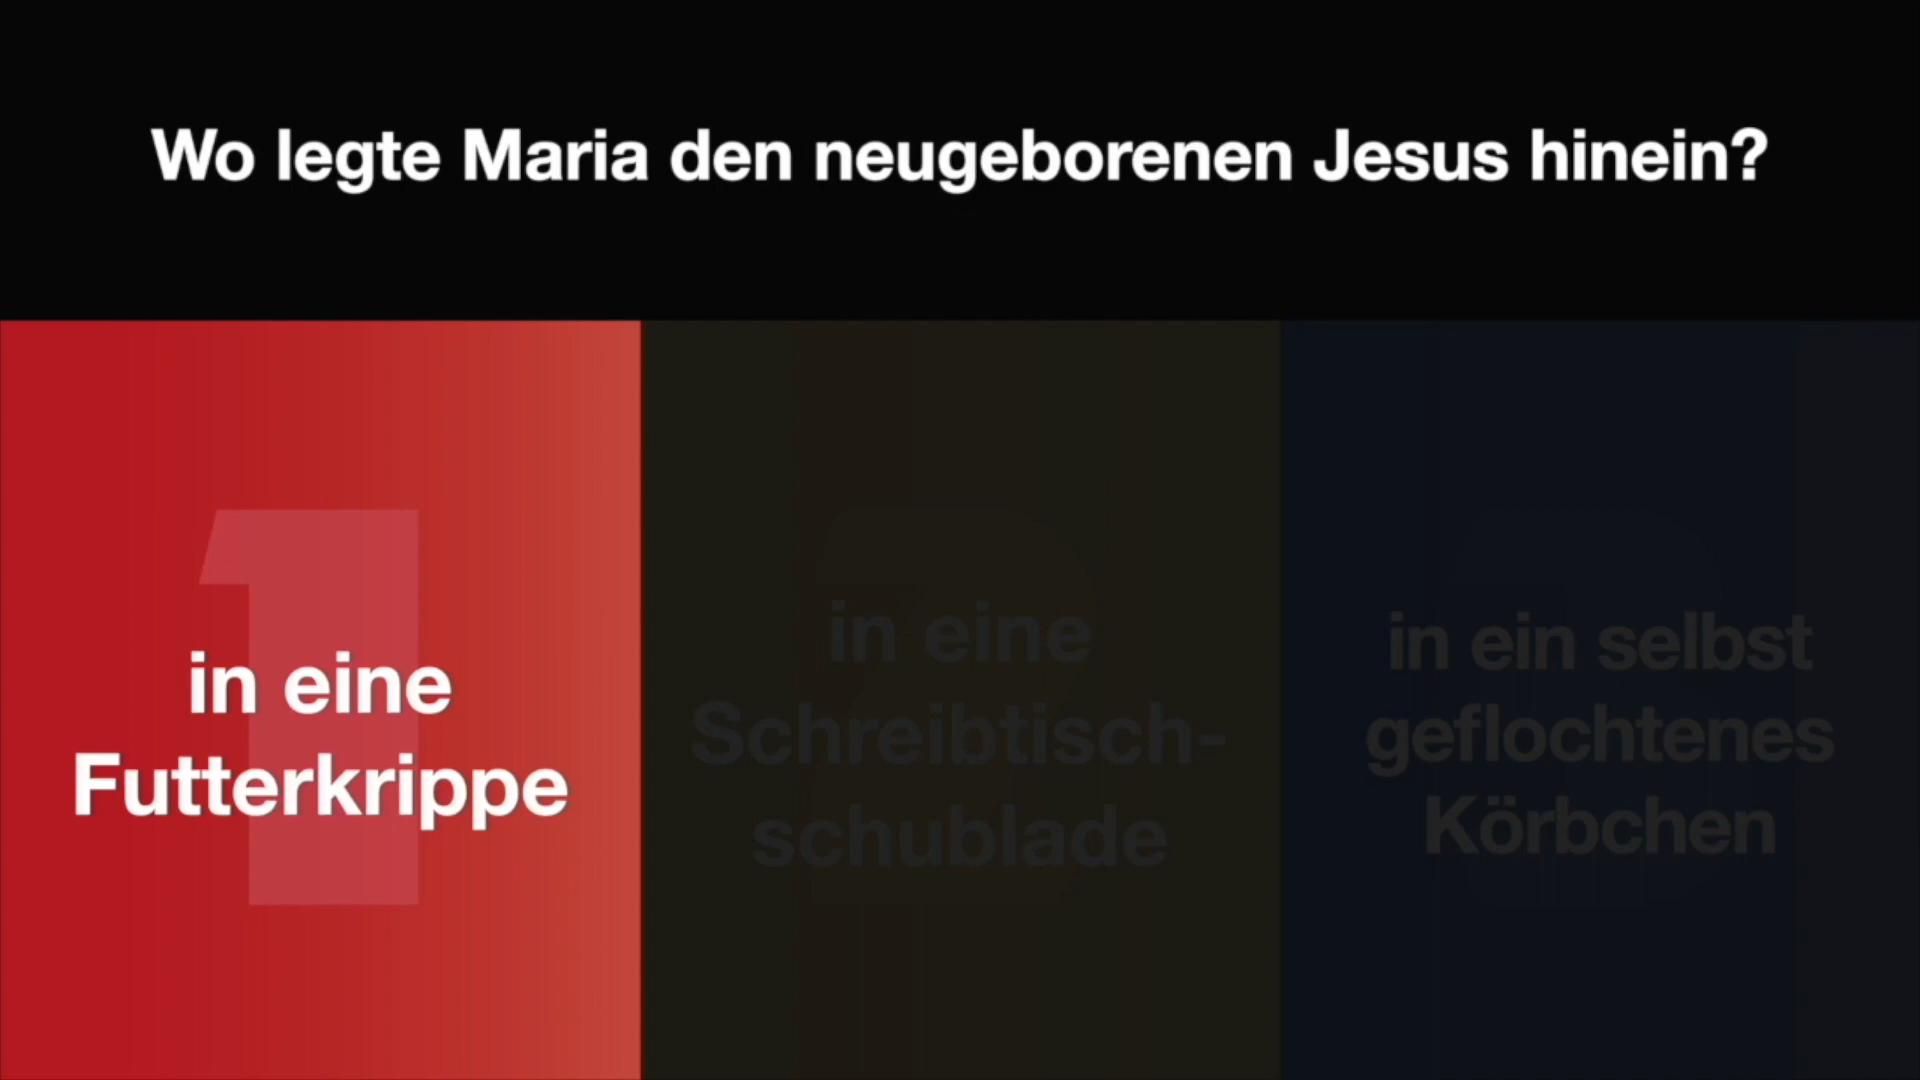 Wo legte Maria den neugeborenen Jesus hinein?
1
in eine
Futterkrippe
in eine
Schreibtisch-
schublade
in ein selbst
geflochtenes
Körbchen